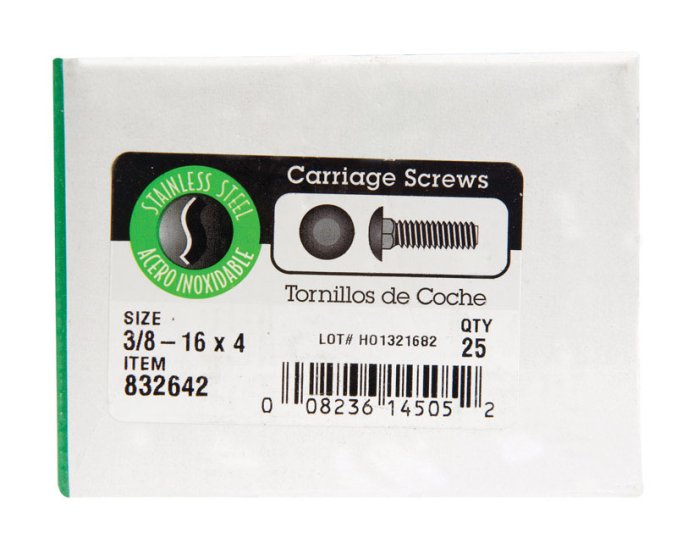 STAINLESS STEEL
ACERO INOXIDABLE
Carriage Screws
Tornillos de Coche
SIZE
3/8 – 16 x 4
ITEM
832642
LOT# HO1321682
QTY
25
0 08236 14505 2